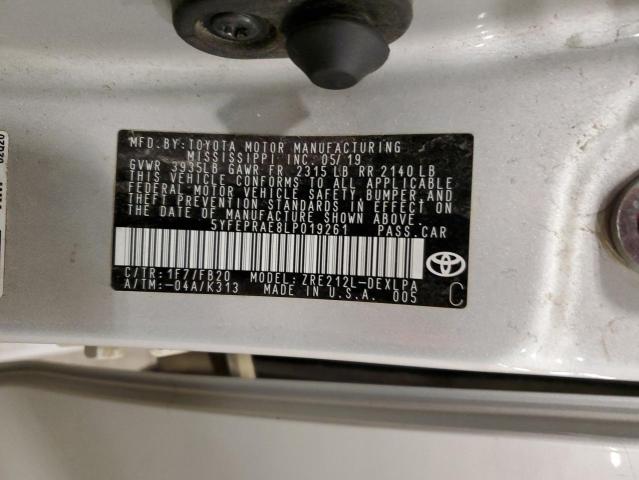 MFD.BY:TOYOTA MOTOR MANUFACTURING
MISSISSIPPI INC. 05/19
GVWR 3935LB GAWR FR 2315 LB RR 2140 LB
THIS VEHICLE CONFORMS TO ALL APPLICABLE
FEDERAL MOTOR VEHICLE SAFETY BUMPER, AND
THEFT PREVENTION STANDARDS IN EFFECT ON
THE DATE OF MANUFACTURE SHOWN ABOVE.
5YFEPRAE8LP019261 PASS.CAR
C/TR:1F7/FB20 MODEL:ZRE212L-DEXLPA
A/TM:-04A/K313 MADE IN U.S.A. 005 C